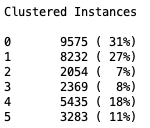 Clustered Instances
0 9575 ( 31%)
1 8232 ( 27%)
2 2054 ( 7%)
3 2369 ( 8%)
4 5435 ( 18%)
5 3283 ( 11%)